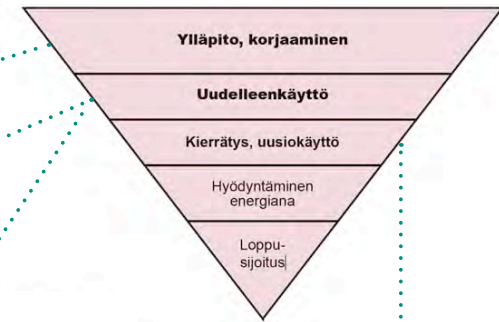 Ylläpito, korjaaminen
Uudelleenkäyttö
Kierrätys, uusiokäyttö
Hyödyntäminen
energiana
Loppu-
sijoitus